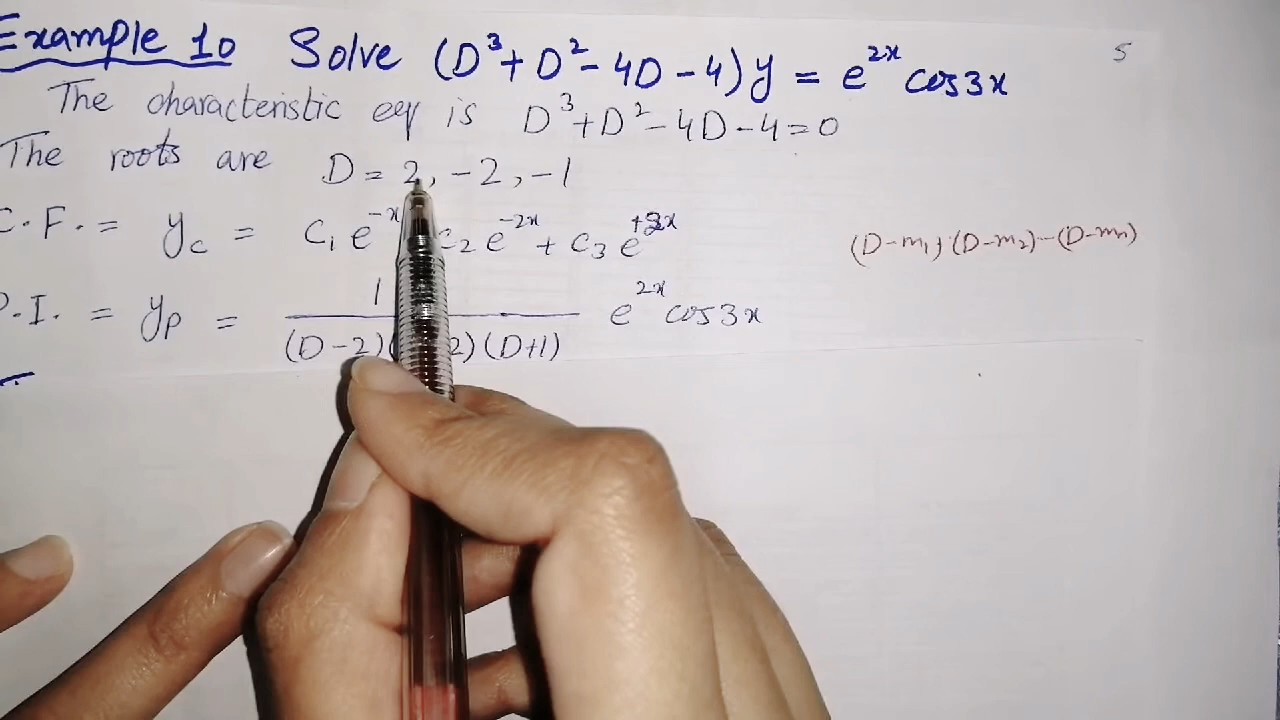 Example 10 Solve (D³+D²-4D-4)y = e²ˣ cos3x
5
The characteristic eq is D³+D²-4D-4=0
The roots are D = 2, -2, -1
C.F. = y_c = c₁ e⁻ˣ c₂ e⁻²ˣ + c₃ e⁺²ˣ
(D-m₁)(D-m₂)--(D-mₙ)
P.I. = y_p = 1 / (D-2)( 2)(D+1) e²ˣ cos3x